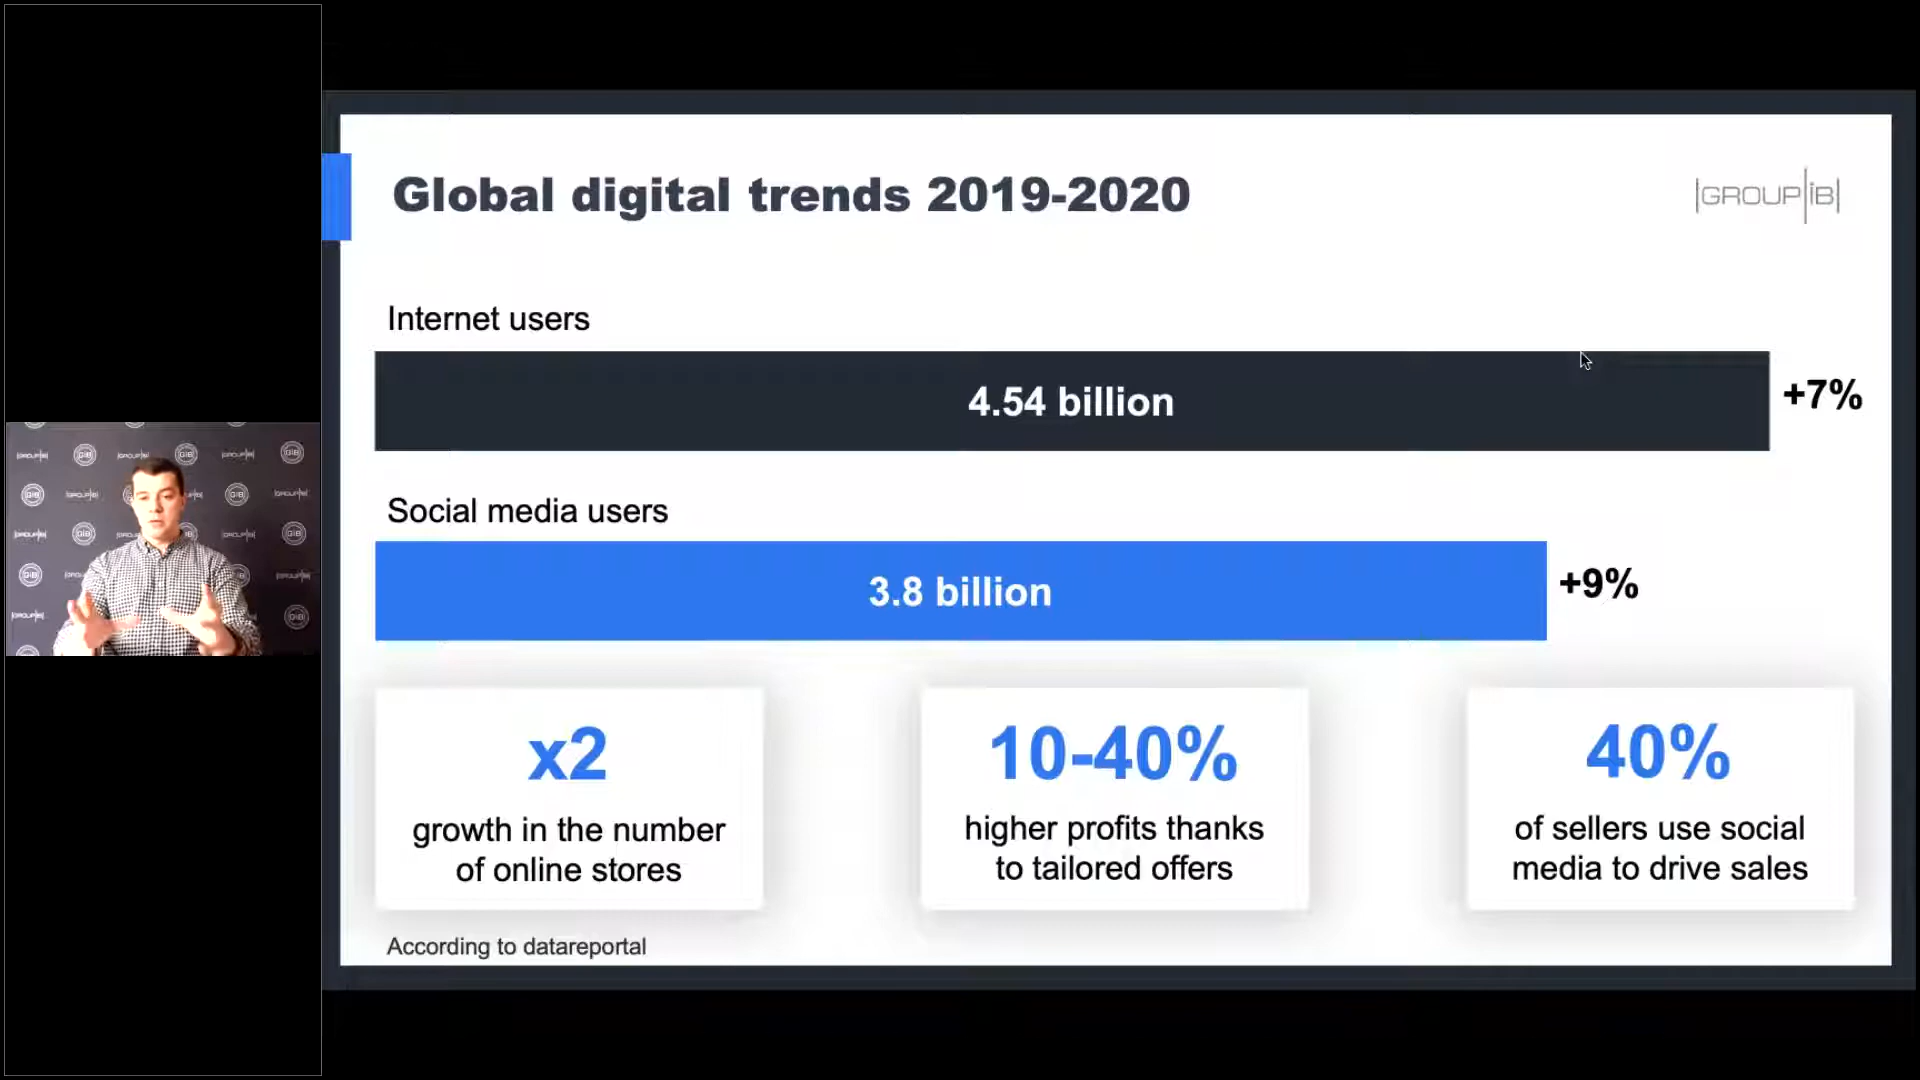 Global digital trends 2019-2020
|GROUP|iB|
Internet users
4.54 billion
+7%
Social media users
3.8 billion
+9%
x2
growth in the number
of online stores
10-40%
higher profits thanks
to tailored offers
40%
of sellers use social
media to drive sales
According to datareportal